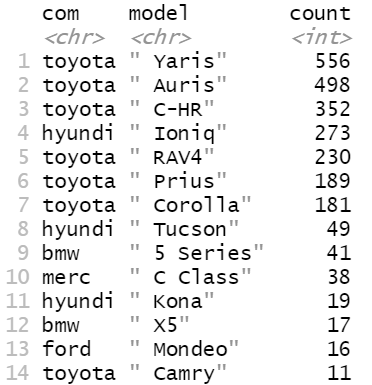 com model count
<chr> <chr> <int>
1 toyota " Yaris" 556
2 toyota " Auris" 498
3 toyota " C-HR" 352
4 hyundi " Ioniq" 273
5 toyota " RAV4" 230
6 toyota " Prius" 189
7 toyota " Corolla" 181
8 hyundi " Tucson" 49
9 bmw " 5 Series" 41
10 merc " C Class" 38
11 hyundi " Kona" 19
12 bmw " X5" 17
13 ford " Mondeo" 16
14 toyota " Camry" 11